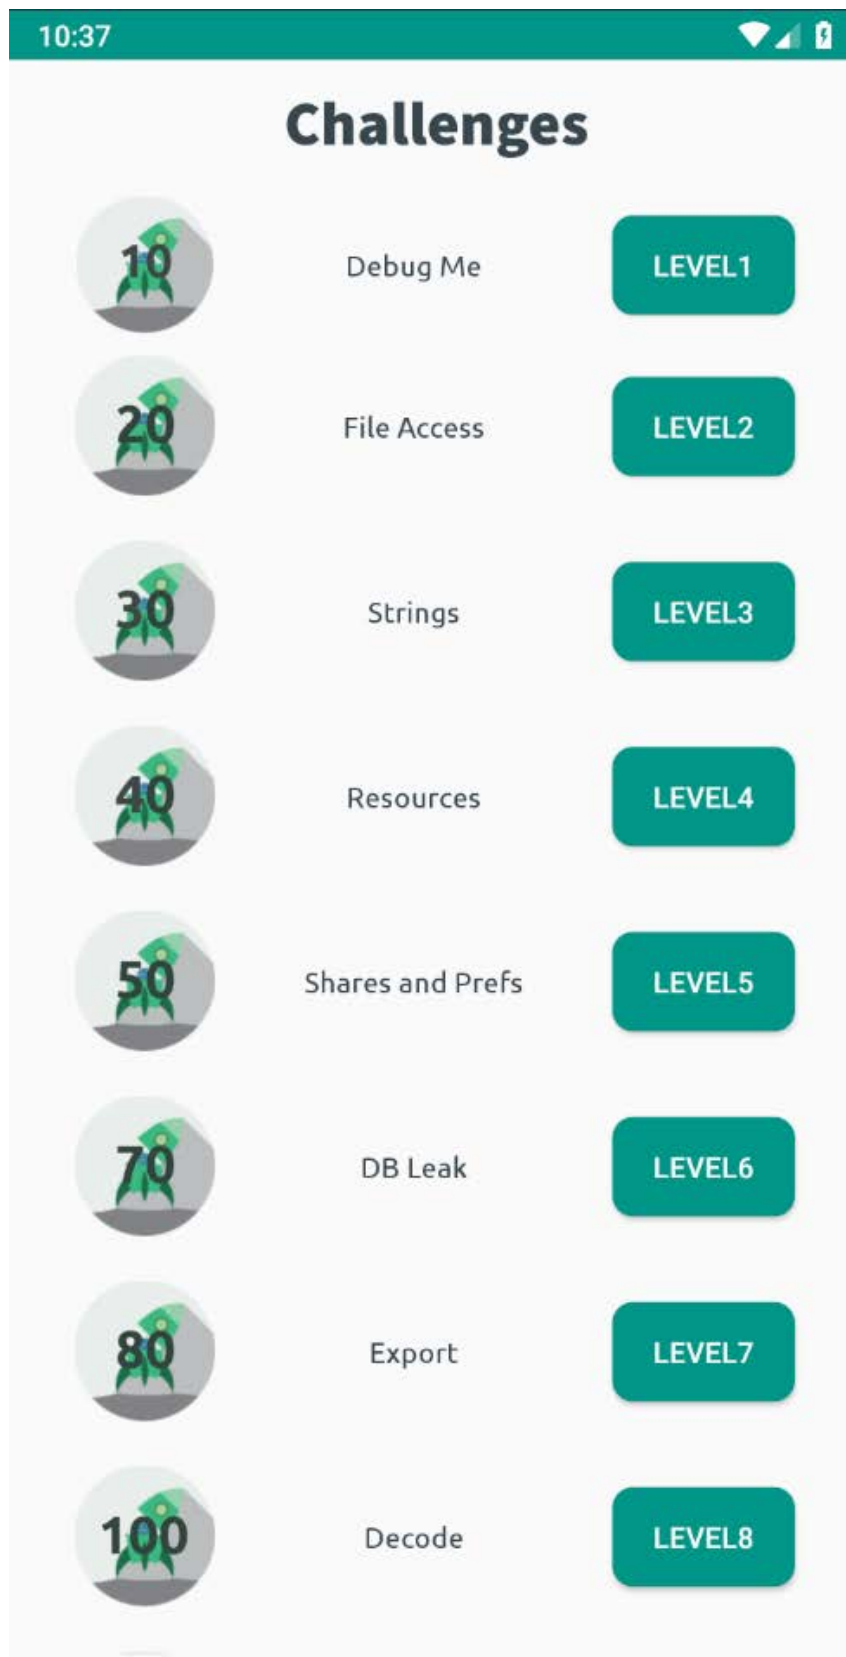 10:37
Challenges
10 Debug Me LEVEL1
20 File Access LEVEL2
30 Strings LEVEL3
40 Resources LEVEL4
50 Shares and Prefs LEVEL5
70 DB Leak LEVEL6
80 Export LEVEL7
100 Decode LEVEL8